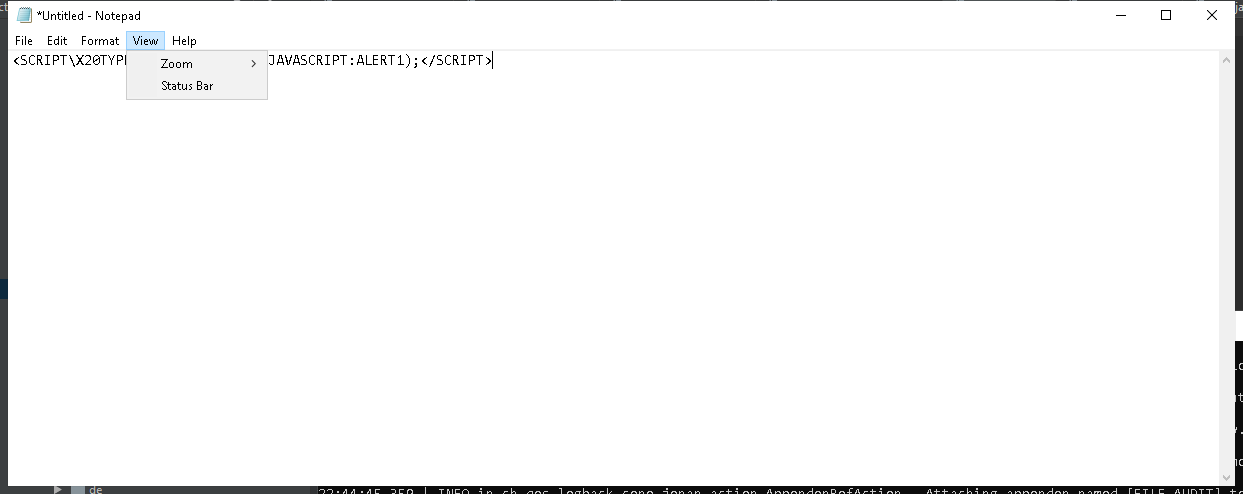 *Untitled - Notepad
File Edit Format View Help
<SCRIPT\X20TYP JAVASCRIPT:ALERT1);</SCRIPT>
Zoom
Status Bar
de
22:44:45,359 | INFO in ch.qos.logback.core.joran.action.AppenderRefAction - Attaching appender named [FILE_AUDIT] t